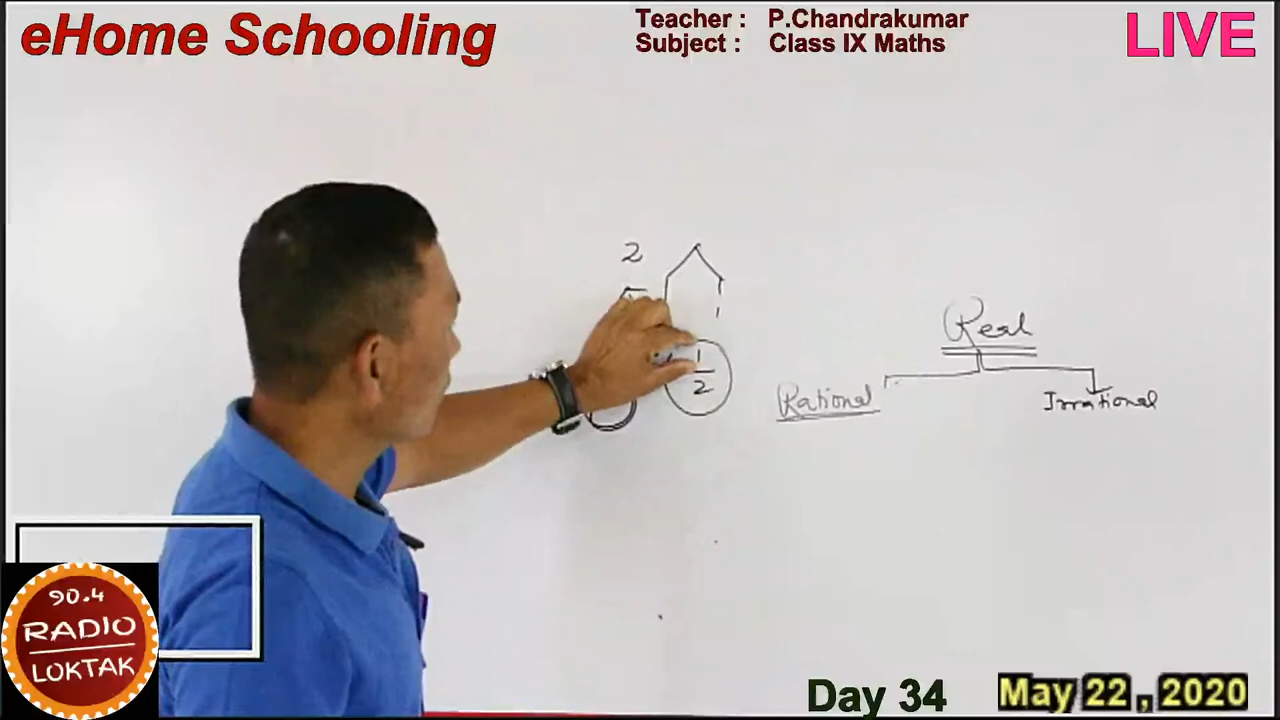 eHome Schooling
Teacher : P.Chandrakumar
Subject : Class IX Maths
LIVE
2
1
1
2
Real
Rational
Irrational
90.4
RADIO
LOKTAK
Day 34
May 22 , 2020